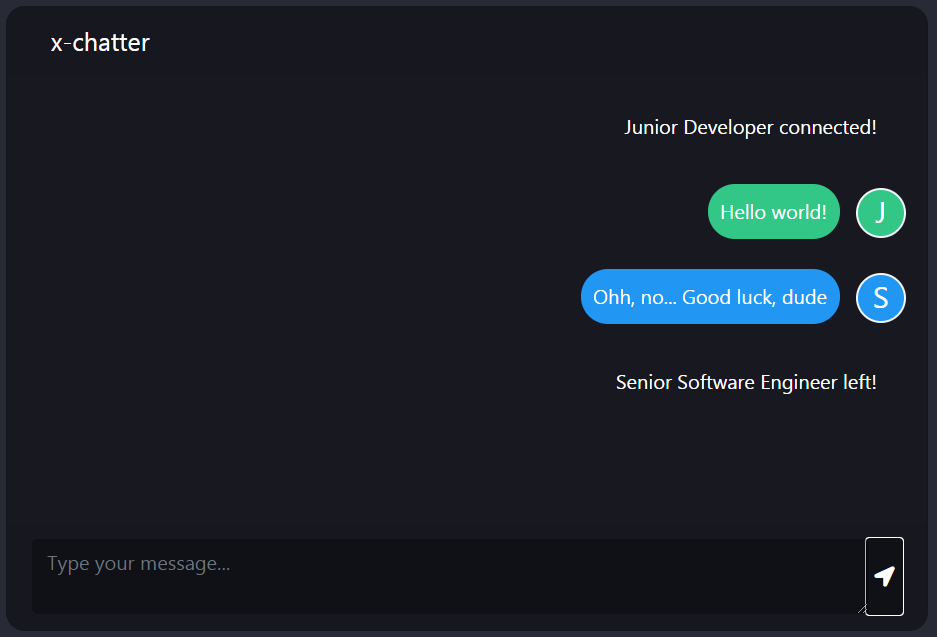 x-chatter
Junior Developer connected!
Hello world!
J
Ohh, no... Good luck, dude
S
Senior Software Engineer left!
Type your message...